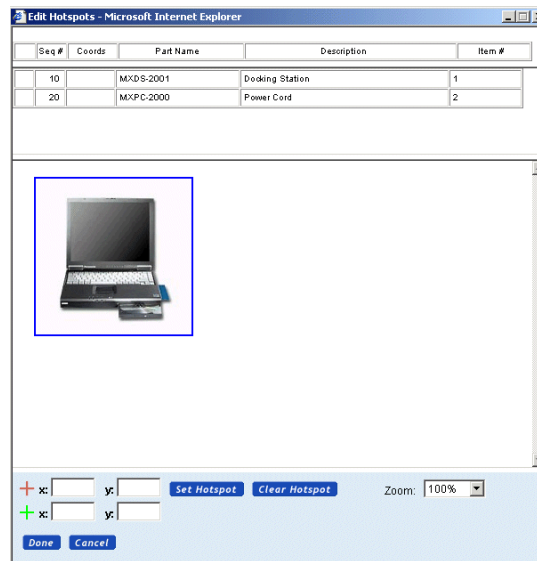 Edit Hotspots - Microsoft Internet Explorer
Seq # Coords Part Name Description Item #
10 MXDS-2001 Docking Station 1
20 MXPC-2000 Power Cord 2
x: y: Set Hotspot Clear Hotspot Zoom: 100%
x: y:
Done Cancel